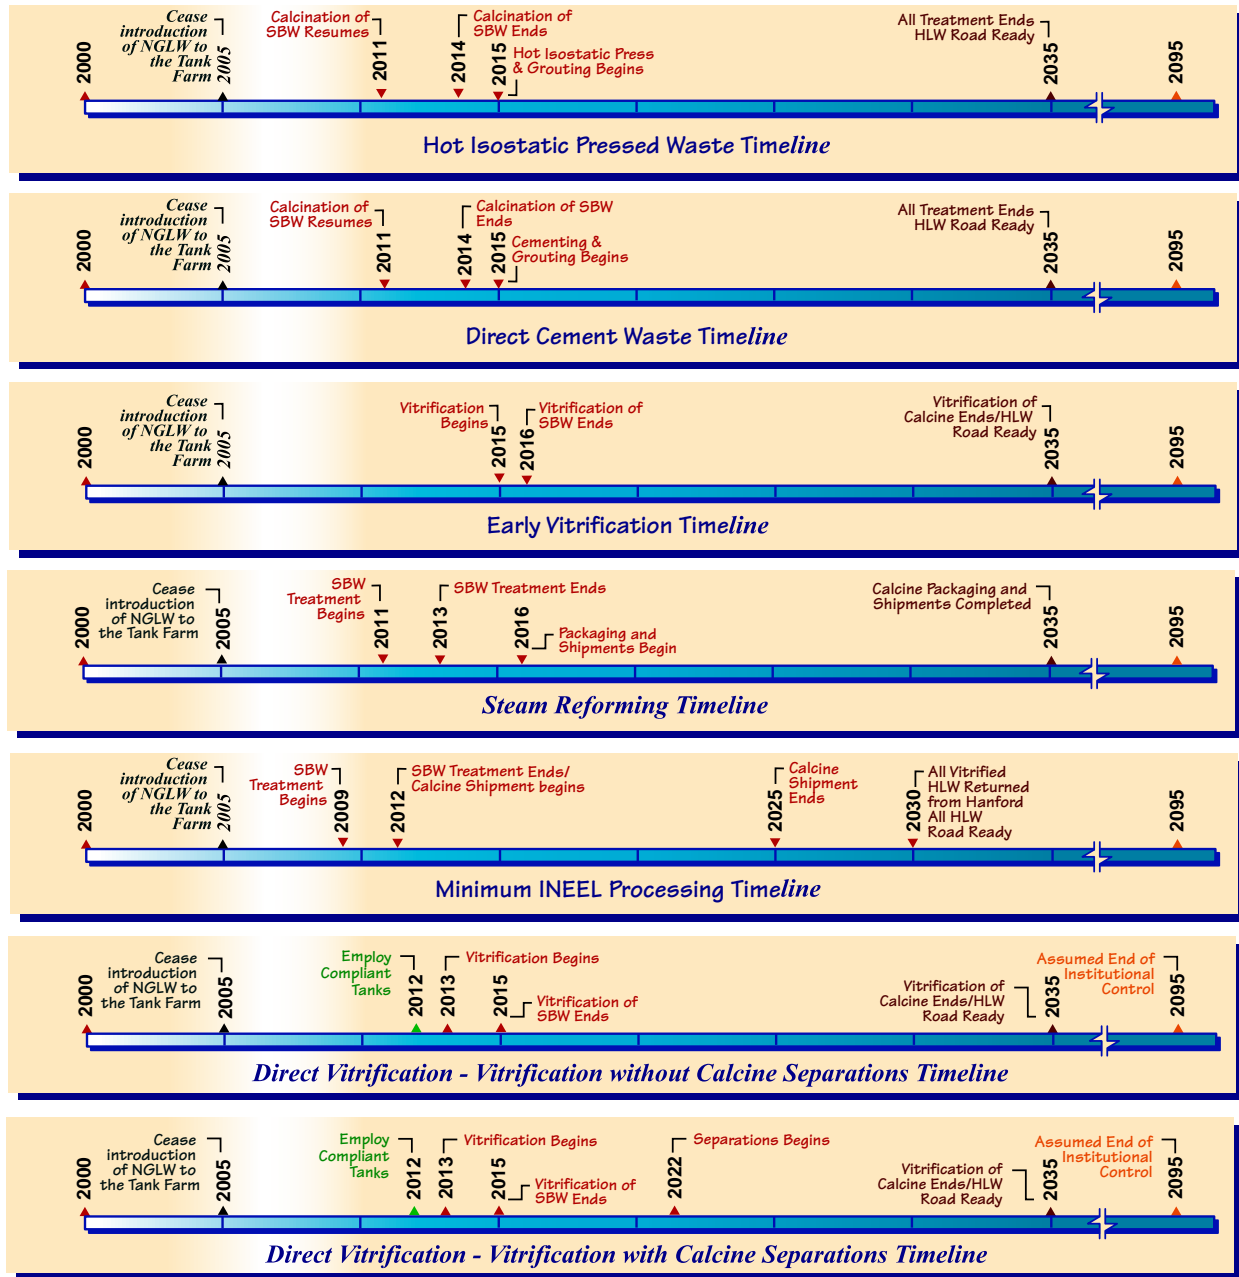 2000
Cease
introduction
of NGLW to
the Tank
Farm
2005
Calcination of
SBW Resumes
2011
2014
Calcination of
SBW Ends
2015
Hot Isostatic Press
& Grouting Begins
All Treatment Ends
HLW Road Ready
2035
2095
Hot Isostatic Pressed Waste Timeline
2000
Cease
introduction
of NGLW to
the Tank
Farm
2005
Calcination of
SBW Resumes
2011
2014
Calcination of SBW
Ends
2015
Cementing &
Grouting Begins
All Treatment Ends
HLW Road Ready
2035
2095
Direct Cement Waste Timeline
2000
Cease
introduction
of NGLW to
the Tank
Farm
2005
Vitrification
Begins
2015
2016
Vitrification of
SBW Ends
Vitrification of
Calcine Ends/HLW
Road Ready
2035
2095
Early Vitrification Timeline
2000
Cease
introduction
of NGLW to
the Tank Farm
2005
SBW
Treatment
Begins
2011
2013
SBW Treatment Ends
2016
Packaging and
Shipments Begin
Calcine Packaging and
Shipments Completed
2035
2095
Steam Reforming Timeline
2000
Cease
introduction
of NGLW to
the Tank
Farm
2005
SBW
Treatment
Begins
2009
2012
SBW Treatment Ends/
Calcine Shipment begins
2025
Calcine
Shipment
Ends
2030
All Vitrified
HLW Returned
from Hanford
All HLW
Road Ready
2095
Minimum INEEL Processing Timeline
2000
Cease
introduction
of NGLW to
the Tank Farm
2005
Employ
Compliant
Tanks
2012
2013
Vitrification Begins
2015
Vitrification of
SBW Ends
Vitrification of
Calcine Ends/HLW
Road Ready
2035
Assumed End of
Institutional
Control
2095
Direct Vitrification - Vitrification without Calcine Separations Timeline
2000
Cease
introduction
of NGLW to
the Tank Farm
2005
Employ
Compliant
Tanks
2012
2013
Vitrification Begins
2015
Vitrification of
SBW Ends
2022
Separations Begins
Vitrification of
Calcine Ends/HLW
Road Ready
2035
Assumed End of
Institutional
Control
2095
Direct Vitrification - Vitrification with Calcine Separations Timeline